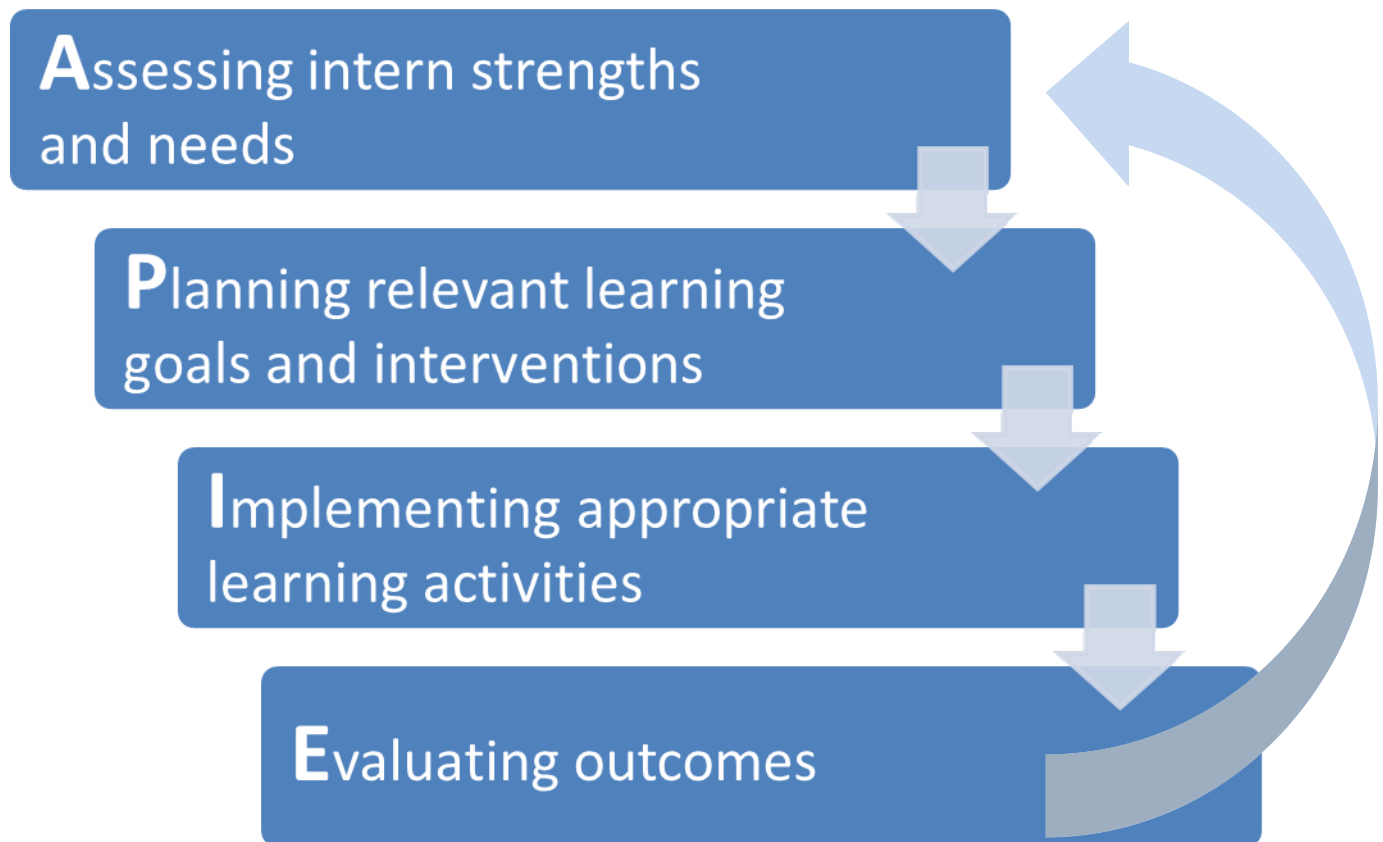 Assessing intern strengths
and needs
Planning relevant learning
goals and interventions
Implementing appropriate
learning activities
Evaluating outcomes